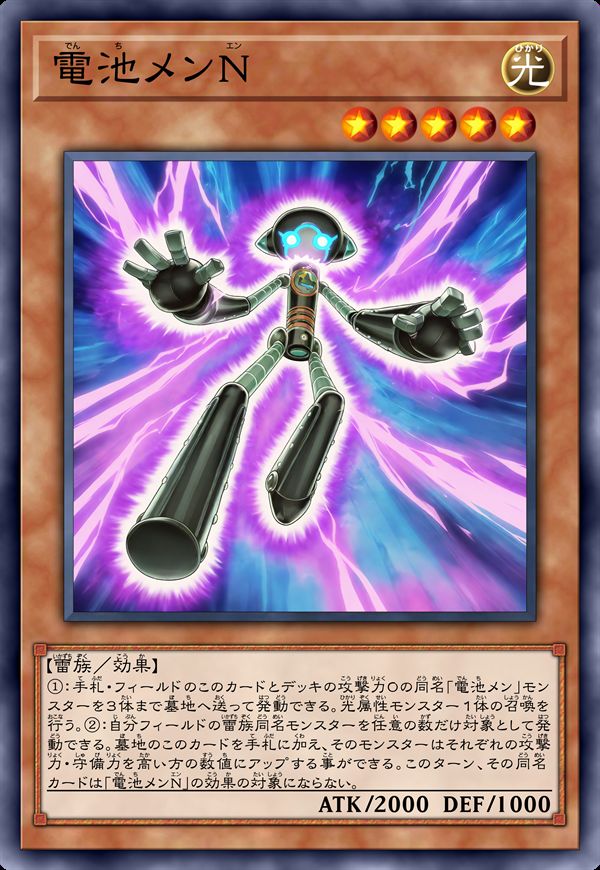 電池メンN
光
【雷族／効果】
①：手札・フィールドのこのカードとデッキの攻撃力０の同名「電池メン」モン
スターを３体まで墓地へ送って発動できる。光属性モンスター１体の召喚を
行う。②：自分フィールドの雷族同名モンスターを任意の数だけ対象として発
動できる。墓地のこのカードを手札に加え、そのモンスターはそれぞれの攻撃
力・守備力を高い方の数値にアップする事ができる。このターン、その同名
カードは「電池メンN」の効果の対象にならない。
ATK/2000 DEF/1000